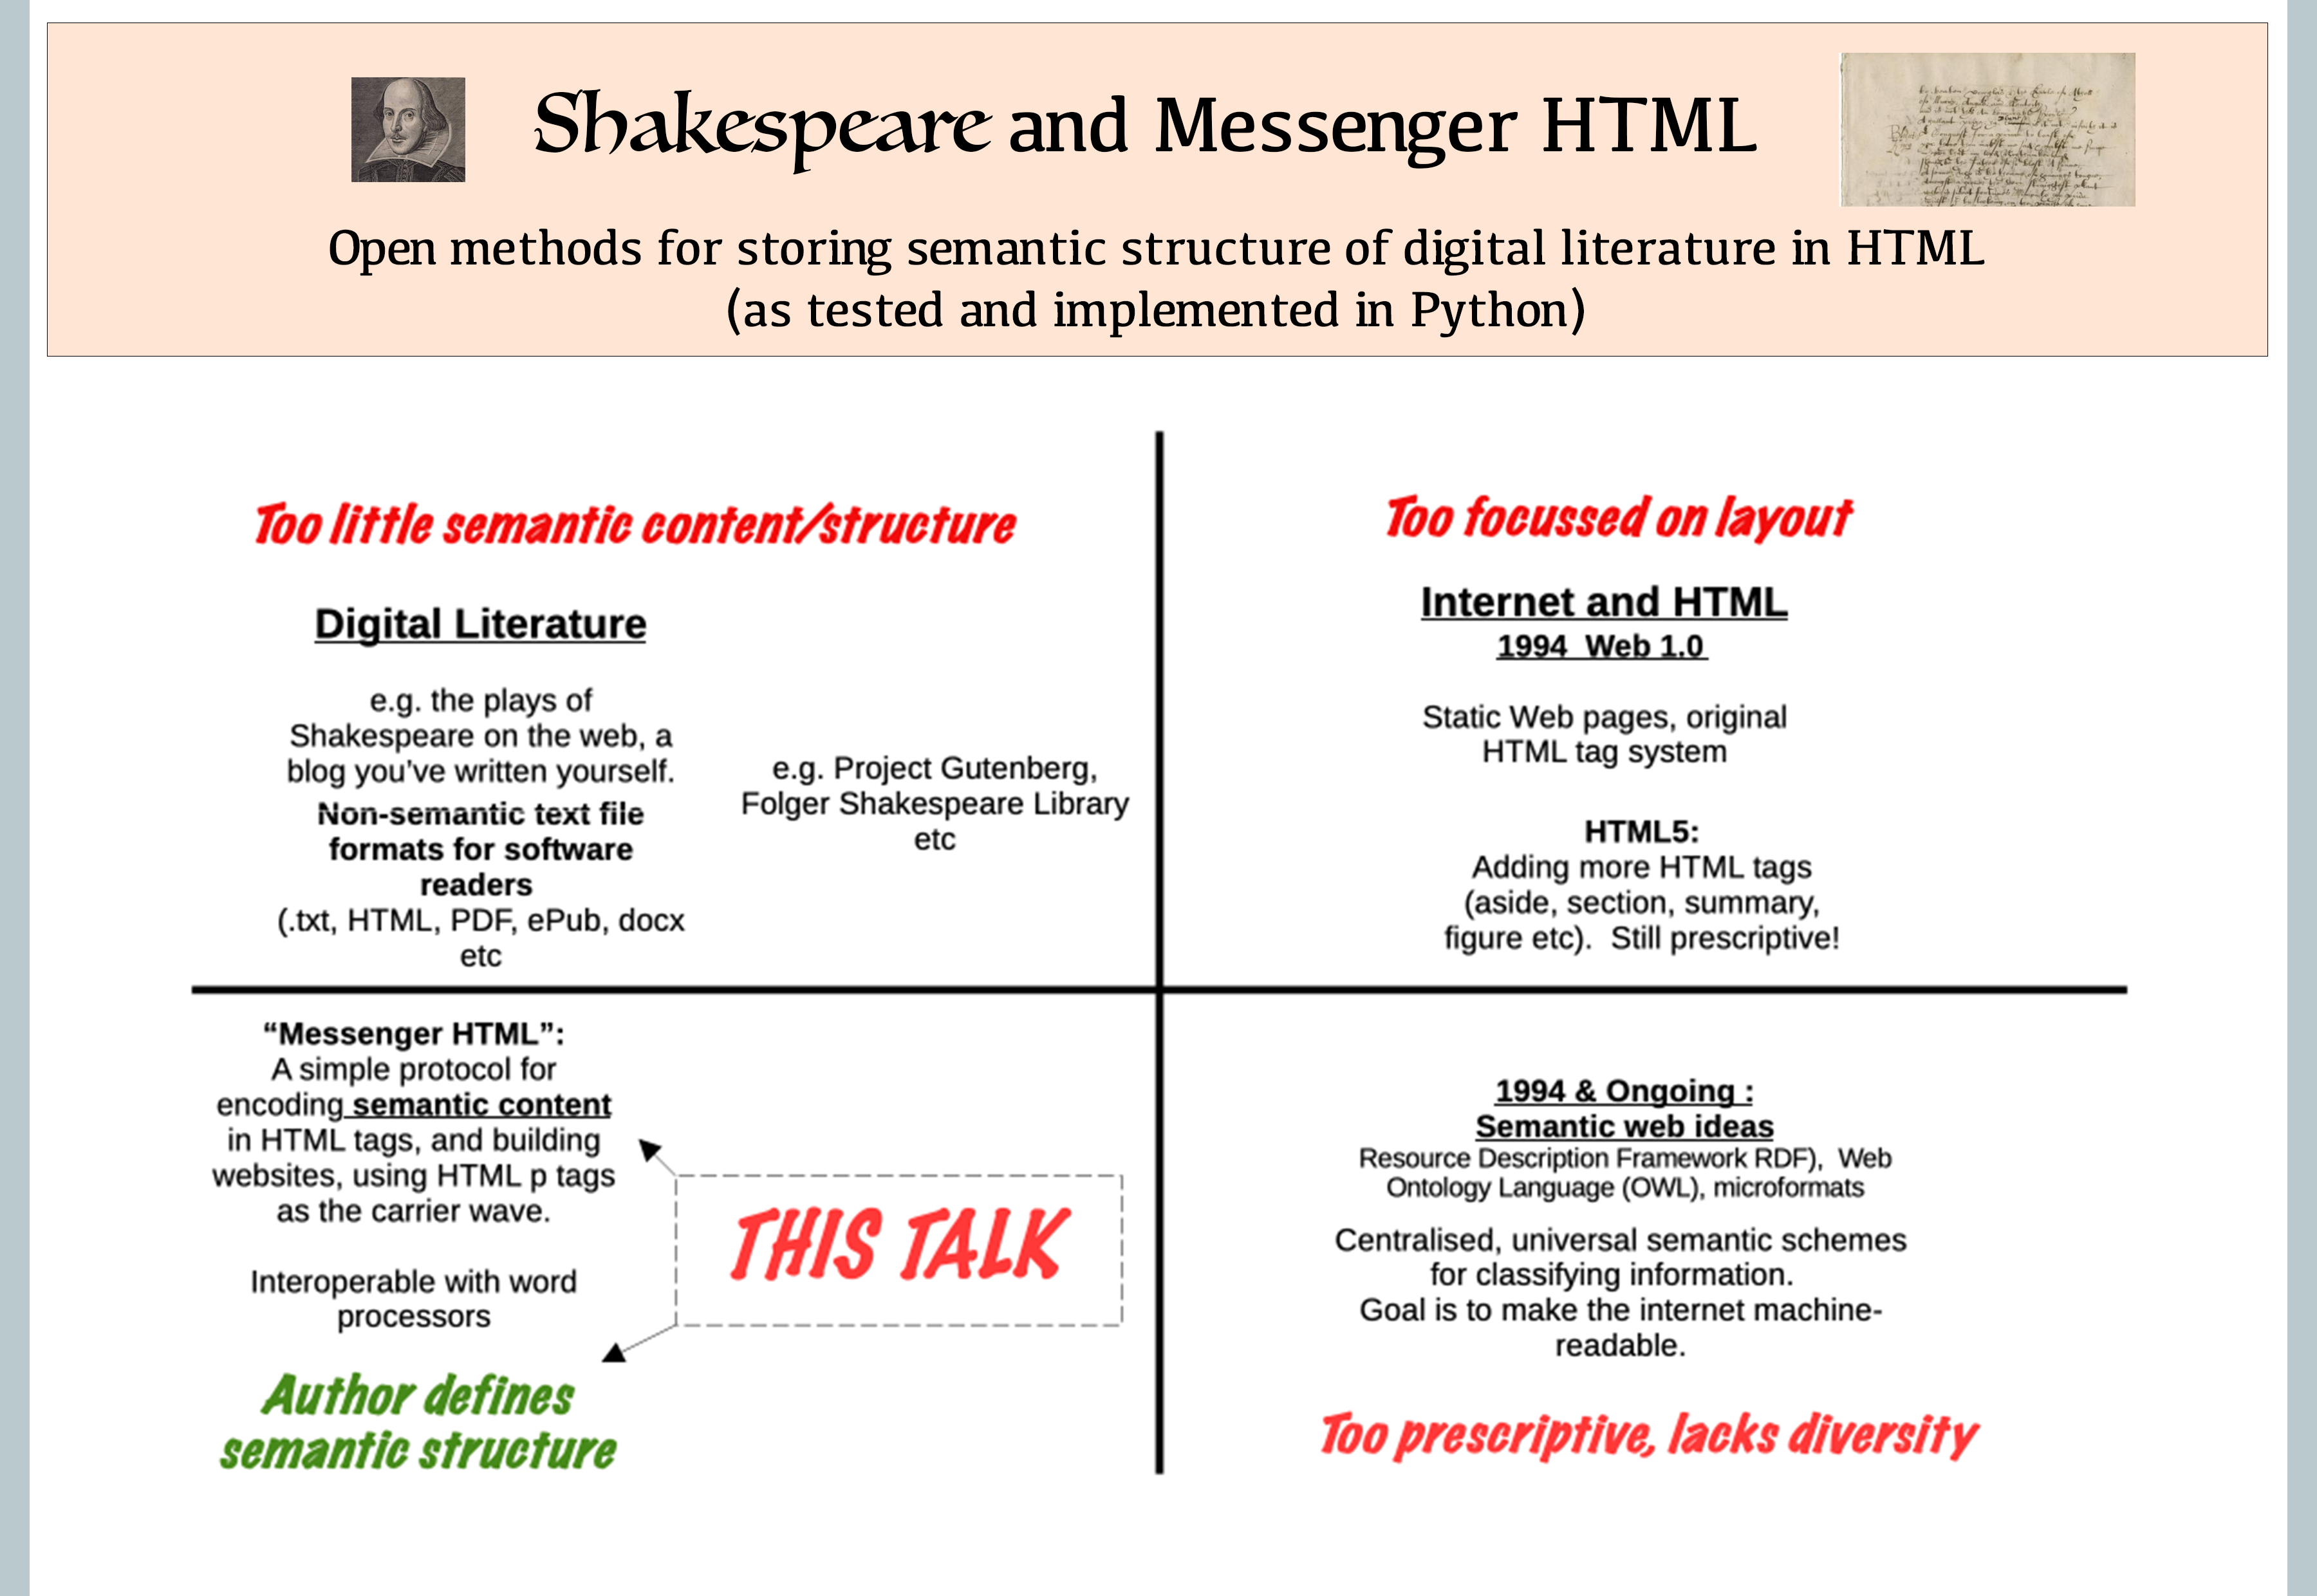 Shakespeare and Messenger HTML
Open methods for storing semantic structure of digital literature in HTML
(as tested and implemented in Python)
Too little semantic content/structure
Digital Literature
e.g. the plays of
Shakespeare on the web, a
blog you’ve written yourself.
Non-semantic text file
formats for software
readers
(.txt, HTML, PDF, ePub, docx
etc
e.g. Project Gutenberg,
Folger Shakespeare Library
etc
Too focussed on layout
Internet and HTML
1994  Web 1.0
Static Web pages, original
HTML tag system
HTML5:
Adding more HTML tags
(aside, section, summary,
figure etc).  Still prescriptive!
“Messenger HTML”:
A simple protocol for
encoding semantic content
in HTML tags, and building
websites, using HTML p tags
as the carrier wave.
Interoperable with word
processors
Author defines
semantic structure
THIS TALK
1994 & Ongoing :
Semantic web ideas
Resource Description Framework RDF),  Web
Ontology Language (OWL), microformats
Centralised, universal semantic schemes
for classifying information.
Goal is to make the internet machine-
readable.
Too prescriptive, lacks diversity